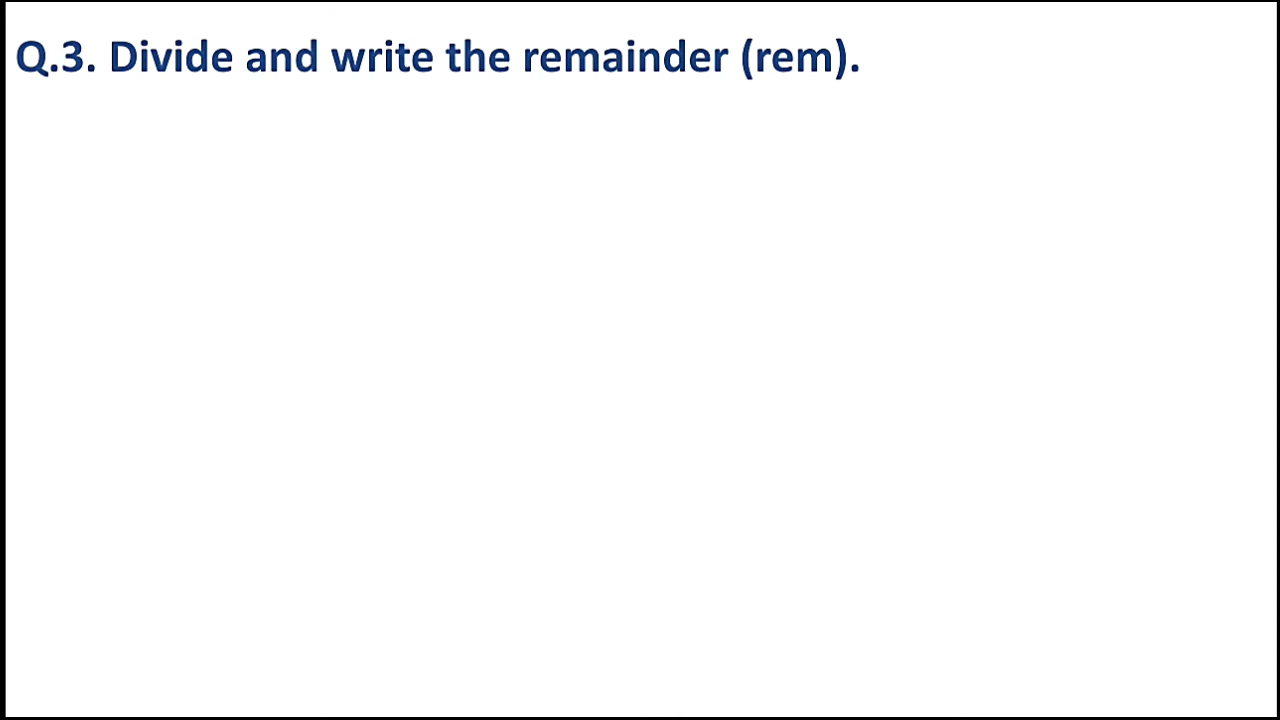 Q.3. Divide and write the remainder (rem).